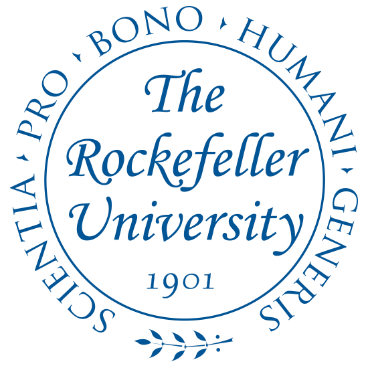 SCIENTIA · PRO · BONO · HUMANI · GENERIS
The
Rockefeller
University
1901